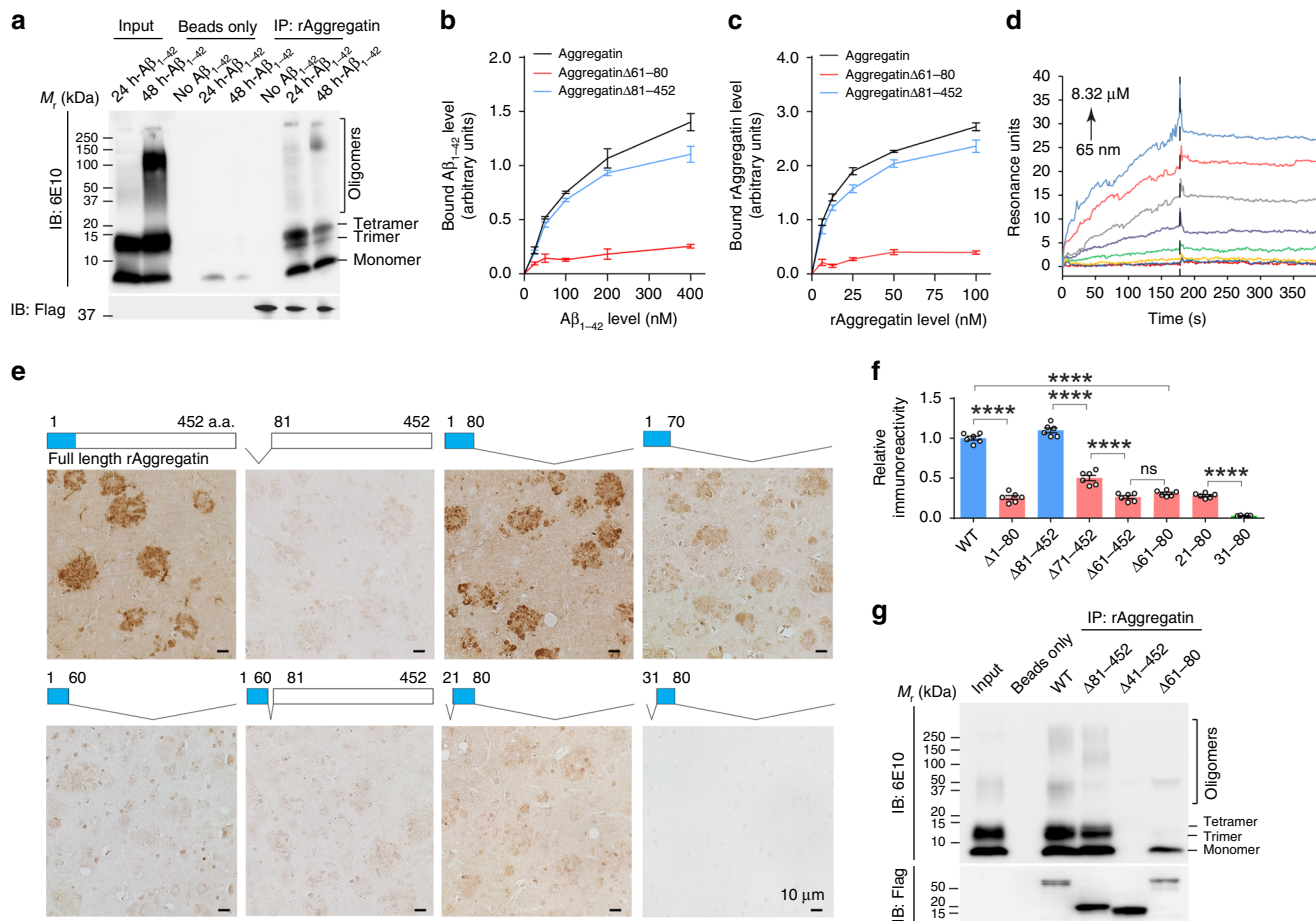 a
Input
Beads only
IP: rAggregatin
24 h-Aβ1–42
48 h-Aβ1–42
No Aβ1–42
24 h-Aβ1–42
48 h-Aβ1–42
No Aβ1–42
24 h-Aβ1–42
48 h-Aβ1–42
Mr (kDa)
250
150
100
50
37
20
15
10
IB: 6E10
Oligomers
Tetramer
Trimer
Monomer
IB: Flag
37
b
Aggregatin
AggregatinΔ61–80
AggregatinΔ81–452
Bound Aβ1–42 level
(arbitrary units)
1.5
1.0
0.5
0.0
0 100 200 300 400
Aβ1–42 level (nM)
c
Aggregatin
AggregatinΔ61–80
AggregatinΔ81–452
Bound rAggregatin level
(arbitrary units)
4.0
3.0
2.0
1.0
0.0
0 25 50 75 100
rAggregatin level (nM)
d
8.32 μM
65 nm
Resonance units
40
35
30
25
20
15
10
5
0
0 50 100 150 200 250 300 350
Time (s)
e
1 452 a.a.
Full length rAggregatin
81 452
1 80
1 70
1 60
1 60 81 452
21 80
31 80
10 μm
f
Relative
immunoreactivity
1.5
1.0
0.5
0.0
****
****
****
****
ns
****
WT
Δ1–80
Δ81–452
Δ71–452
Δ61–452
Δ61–80
21–80
31–80
g
IP: rAggregatin
Input
Beads only
WT
Δ81–452
Δ41–452
Δ61–80
Mr (kDa)
250
150
100
50
37
20
15
10
IB: 6E10
Oligomers
Tetramer
Trimer
Monomer
IB: Flag
50
20
15